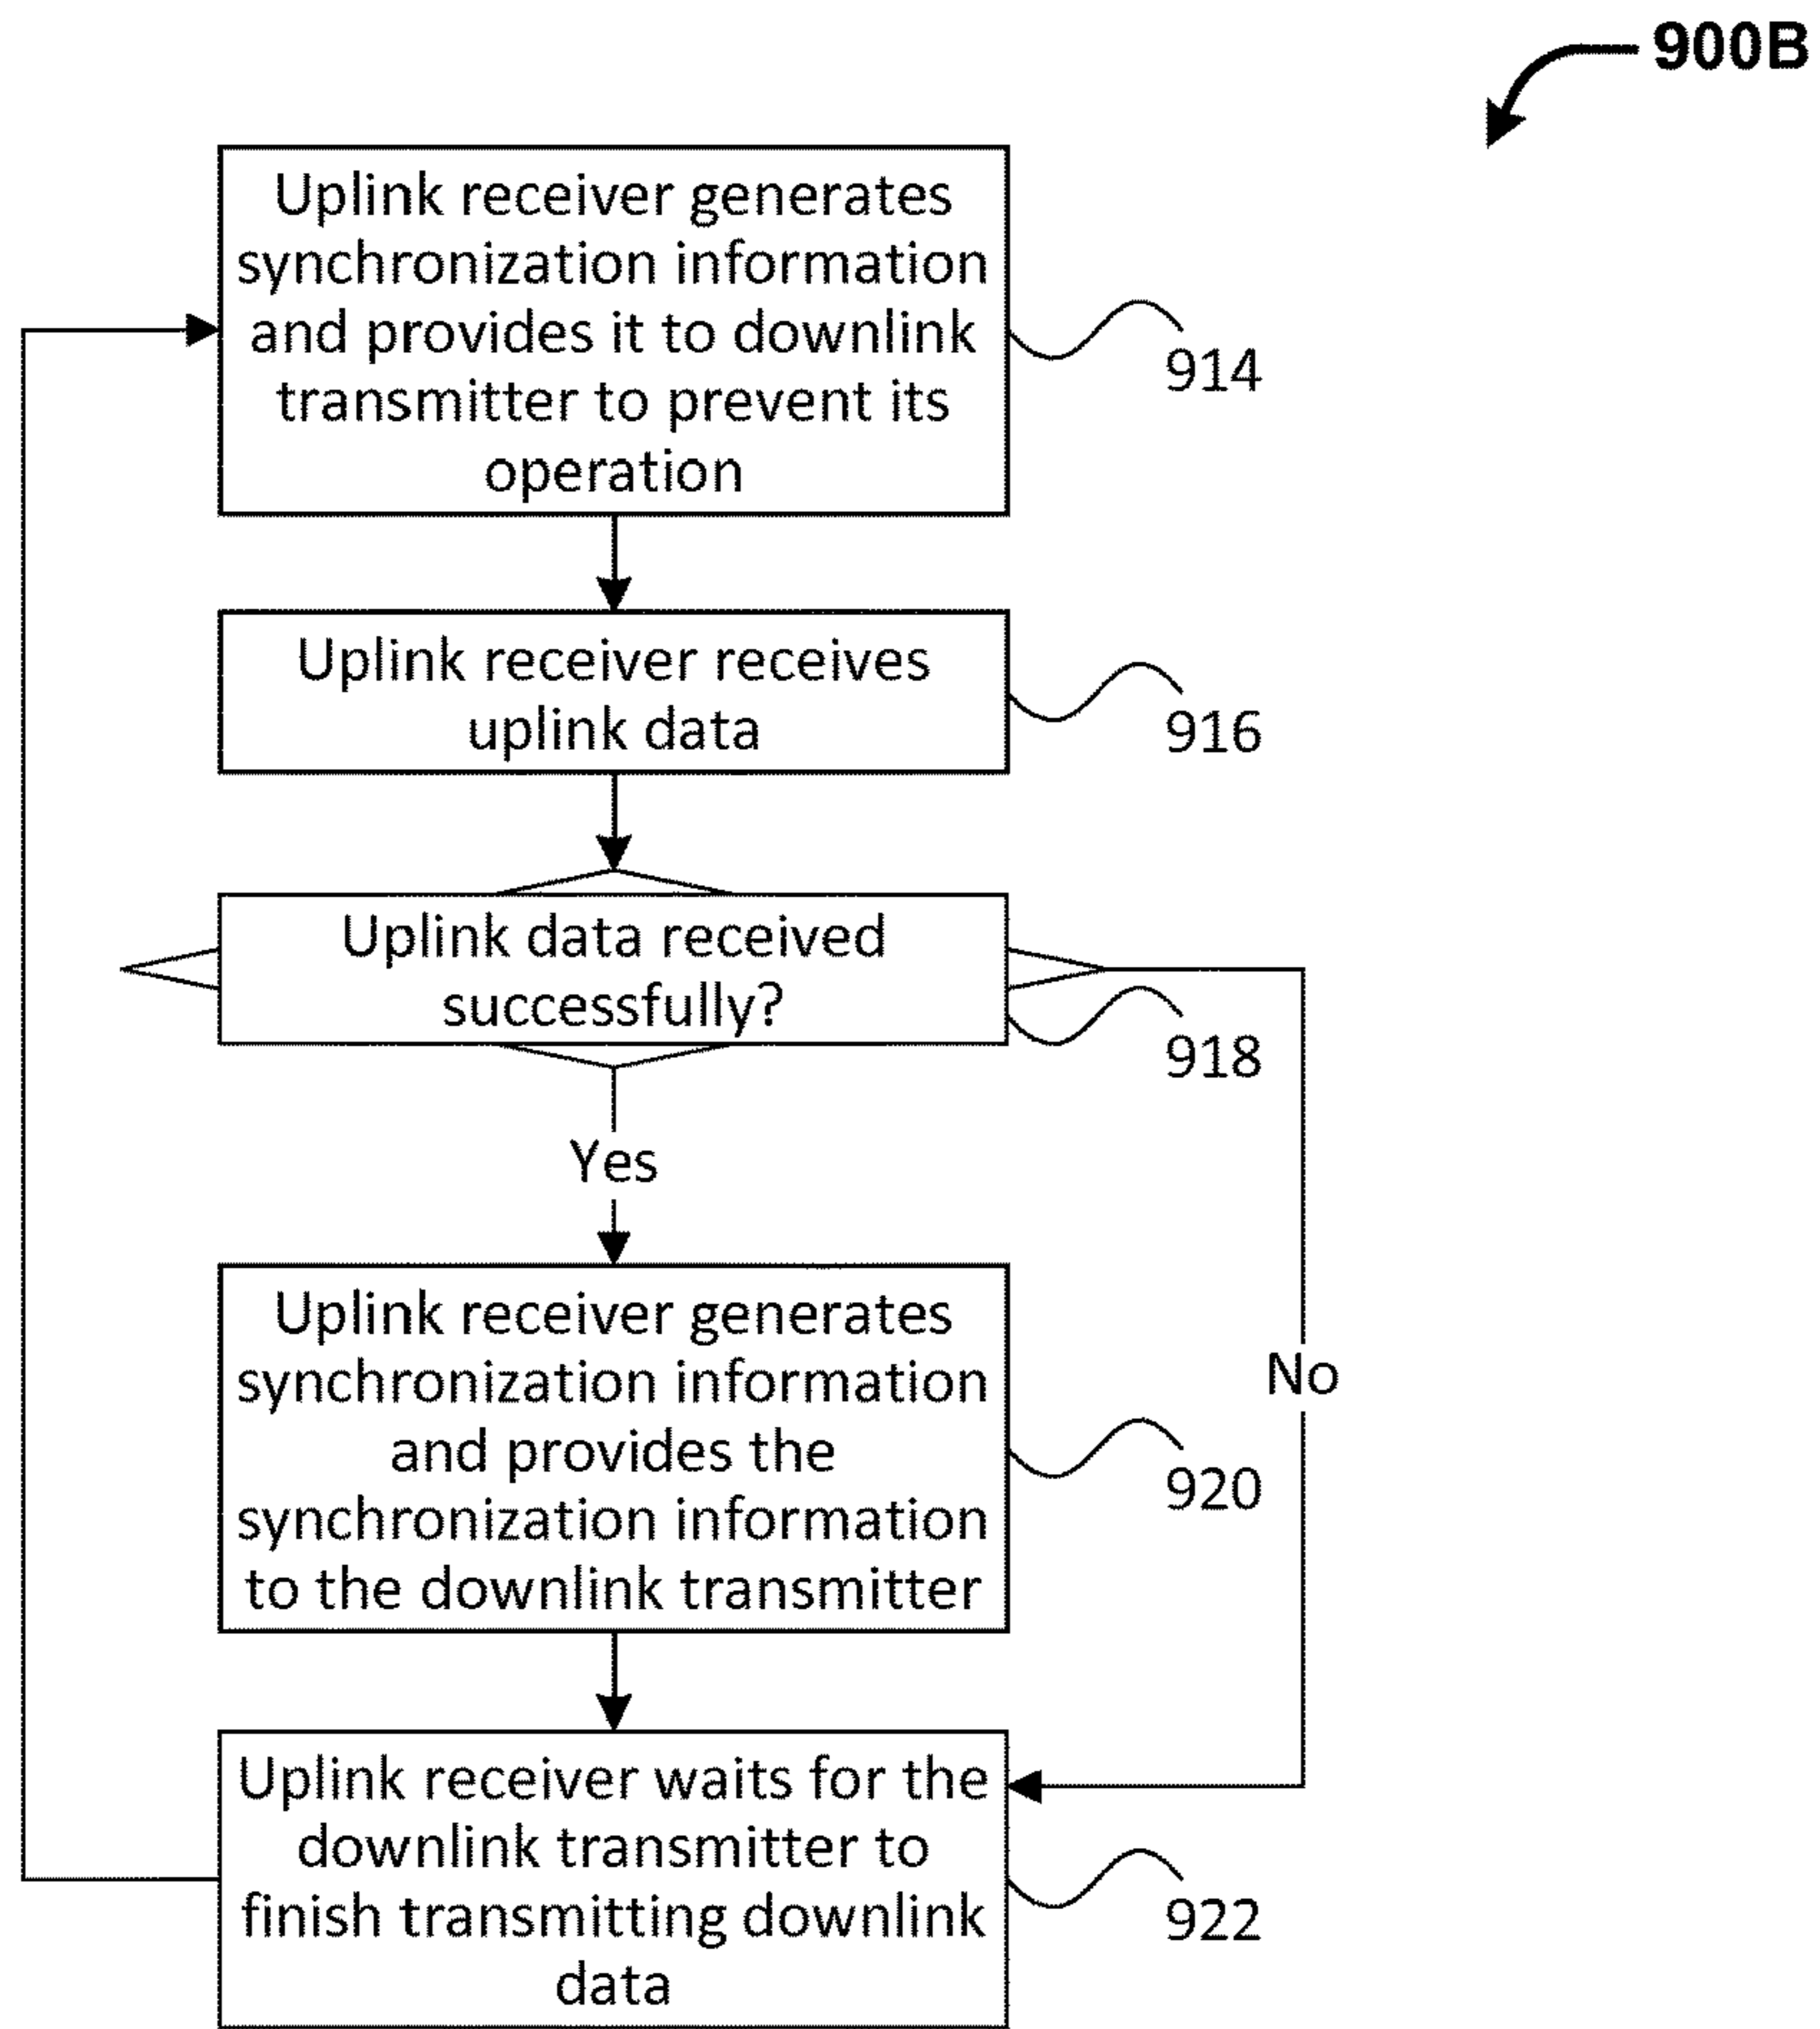 900B
Uplink receiver generates
synchronization information
and provides it to downlink
transmitter to prevent its
operation
914
Uplink receiver receives
uplink data
916
Uplink data received
successfully?
918
Yes
Uplink receiver generates
synchronization information
and provides the
synchronization information
to the downlink transmitter
No
920
Uplink receiver waits for the
downlink transmitter to
finish transmitting downlink
data
922